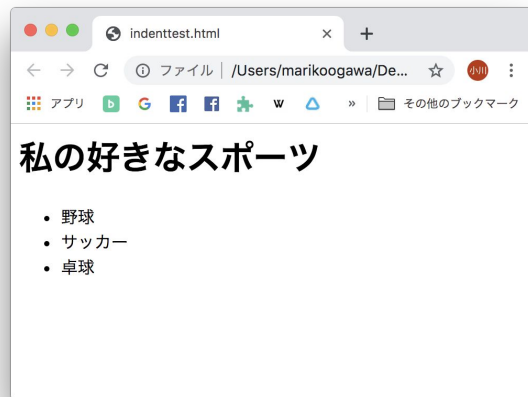 indenttest.html
ファイル | /Users/marikoogawa/De... 小川
アプリ b G f f w その他のブックマーク
私の好きなスポーツ
• 野球
• サッカー
• 卓球